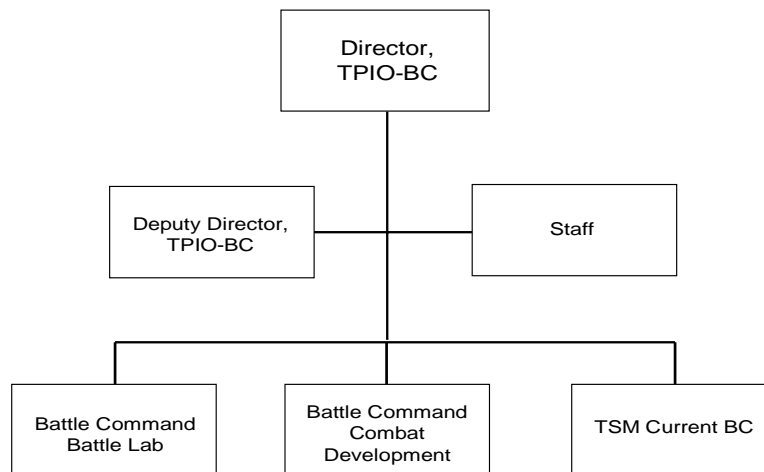 Director,
TPIO-BC
Deputy Director,
TPIO-BC
Staff
Battle Command
Battle Lab
Battle Command
Combat
Development
TSM Current BC